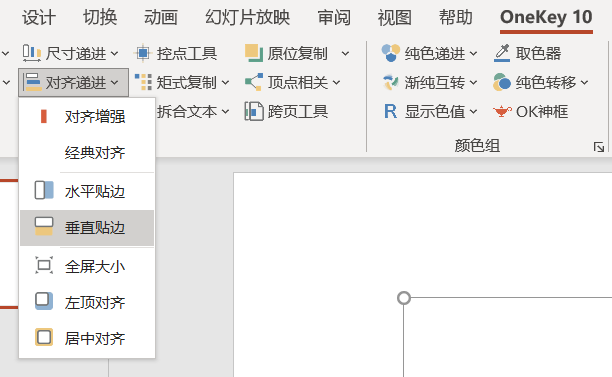 设计 切换 动画 幻灯片放映 审阅 视图 帮助 OneKey 10
尺寸递进 控点工具 原位复制 纯色递进 取色器
对齐递进 矩式复制 顶点相关 渐纯互转 纯色转移
拆合文本 跨页工具 显示色值 OK神框
颜色组
对齐增强
经典对齐
水平贴边
垂直贴边
全屏大小
左顶对齐
居中对齐